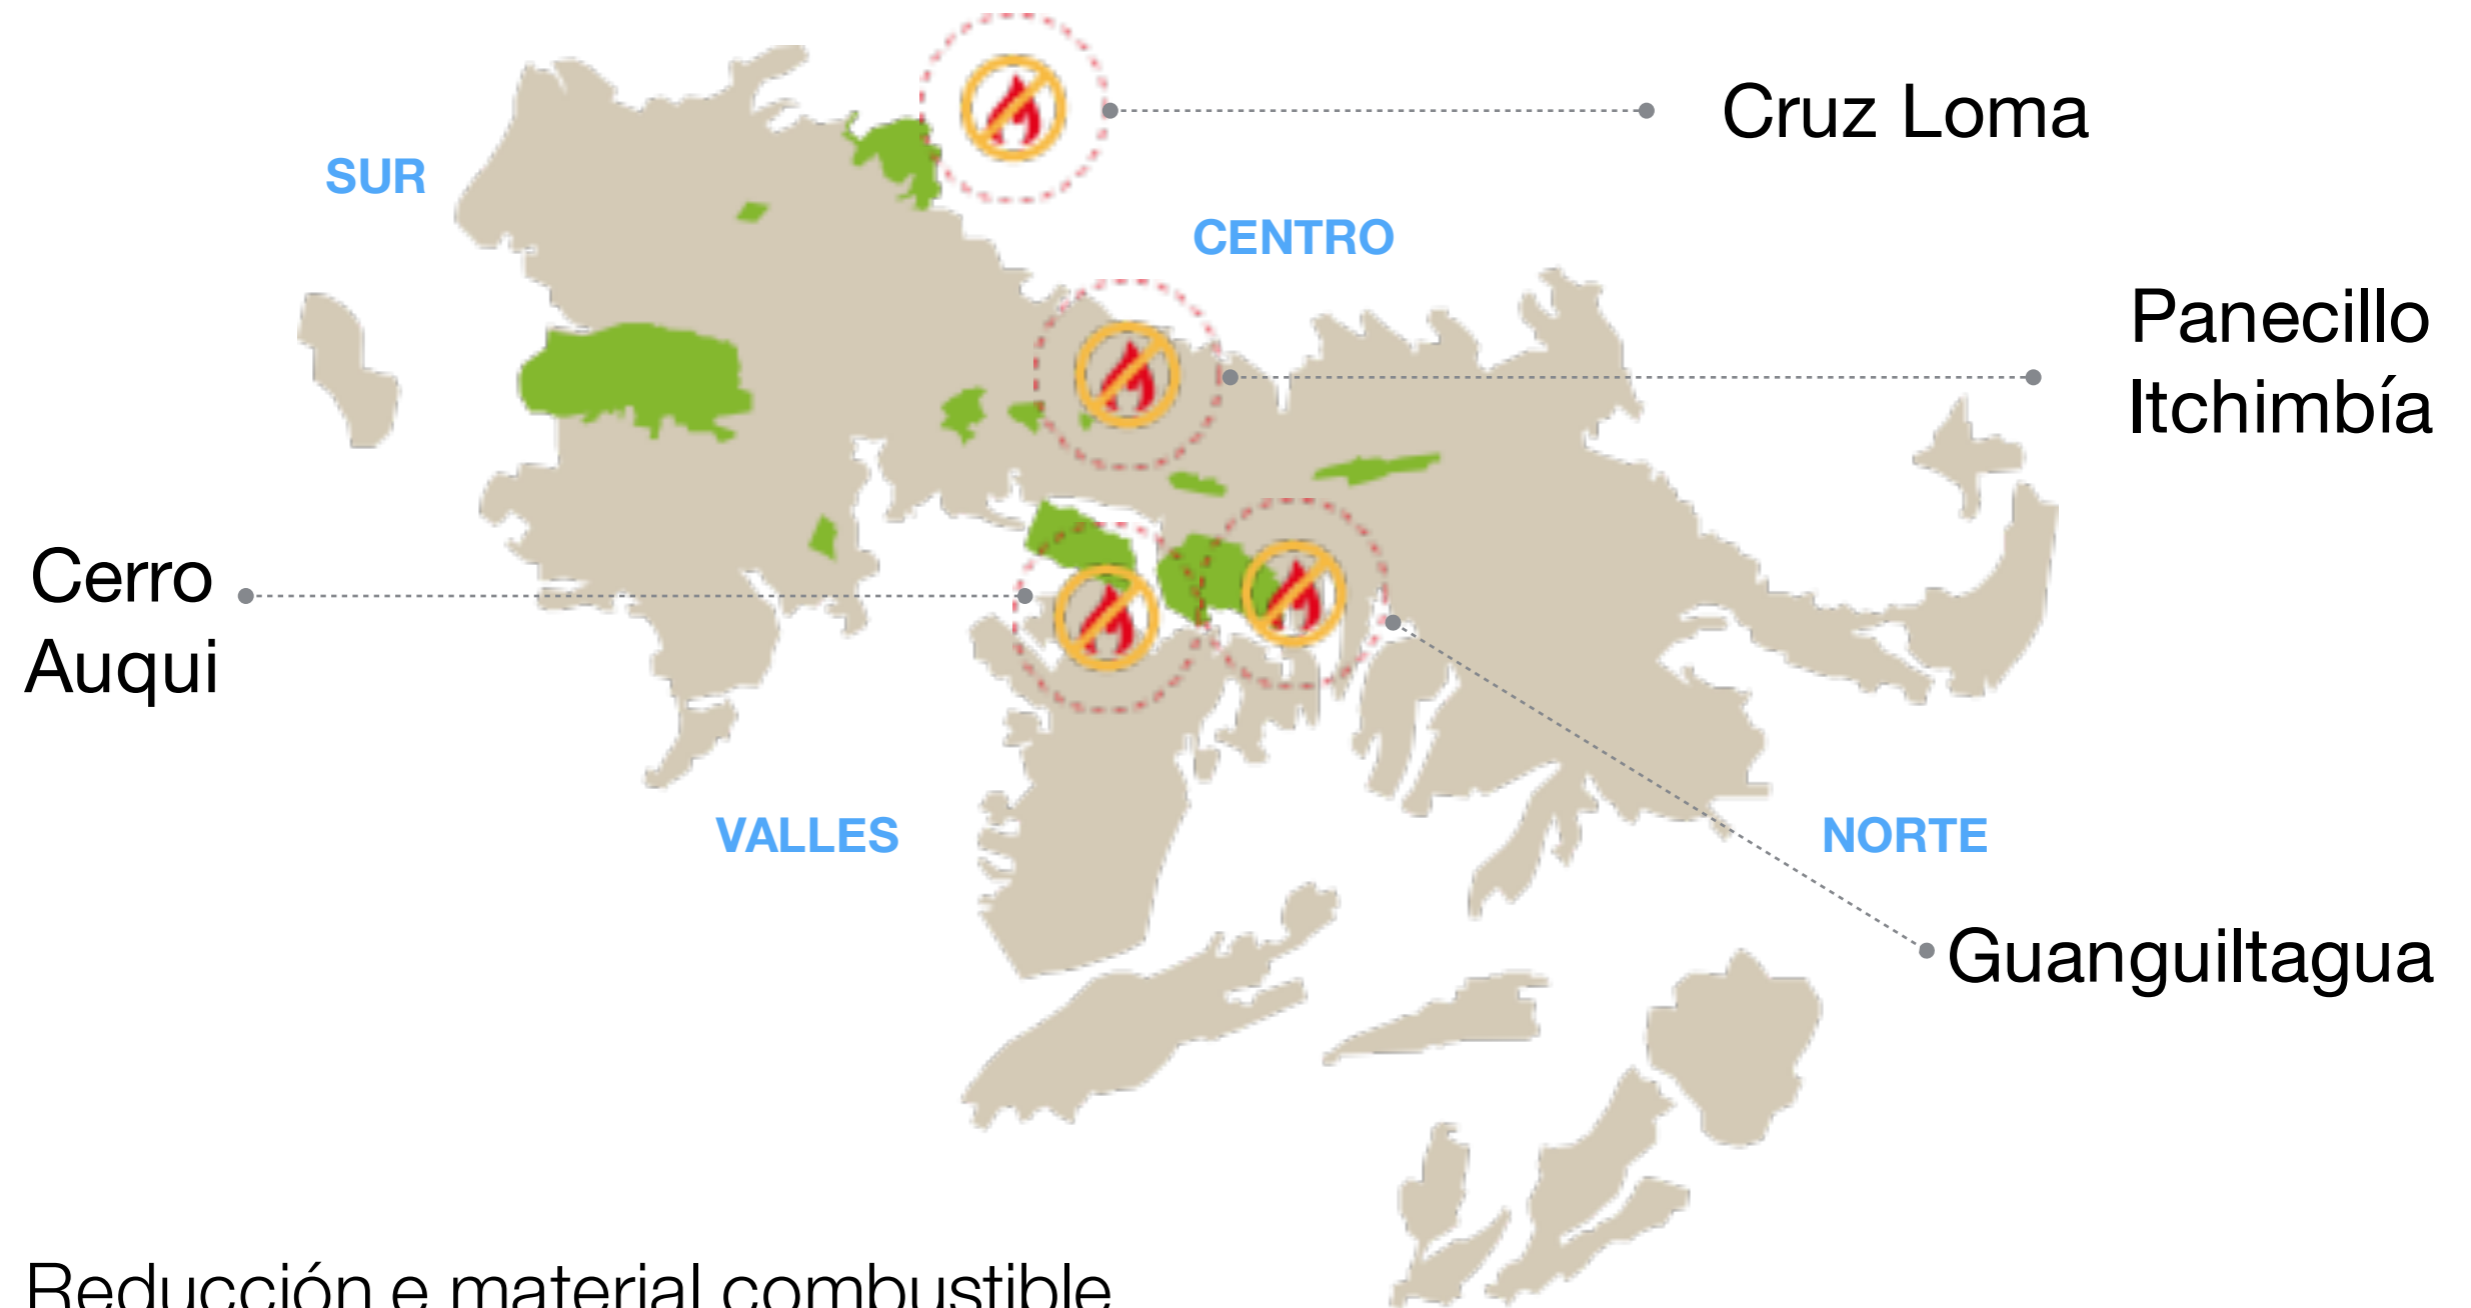 Cruz Loma
SUR
CENTRO
Panecillo
Itchimbía
Cerro
Auqui
VALLES
NORTE
Guanguiltagua
Reducción e material combustible